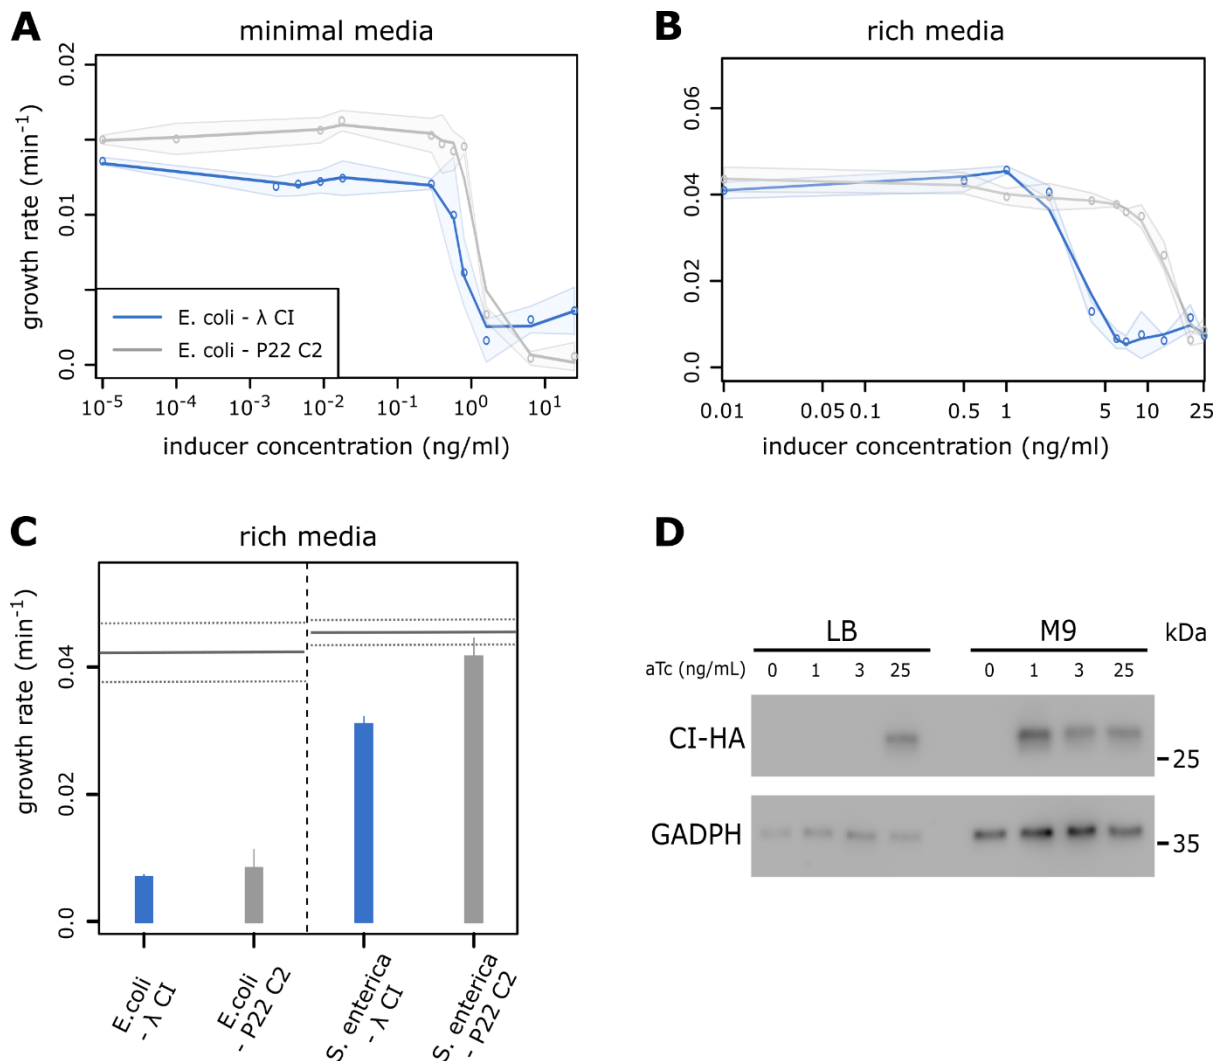 A
minimal media
growth rate (min⁻¹)
0.02
0.01
0.0
E. coli - λ CI
E. coli - P22 C2
10⁻⁵ 10⁻⁴ 10⁻³ 10⁻² 10⁻¹ 10⁰ 10¹
inducer concentration (ng/ml)
B
rich media
0.06
0.04
0.02
0.0
0.01 0.05 0.1 0.5 1 5 10 25
inducer concentration (ng/ml)
C
rich media
growth rate (min⁻¹)
0.04
0.02
0.0
E.coli
- λ CI
E.coli
- P22 C2
S. enterica
- λ CI
S. enterica
- P22 C2
D
LB M9 kDa
aTc (ng/mL) 0 1 3 25 0 1 3 25
CI-HA
25
GADPH
35